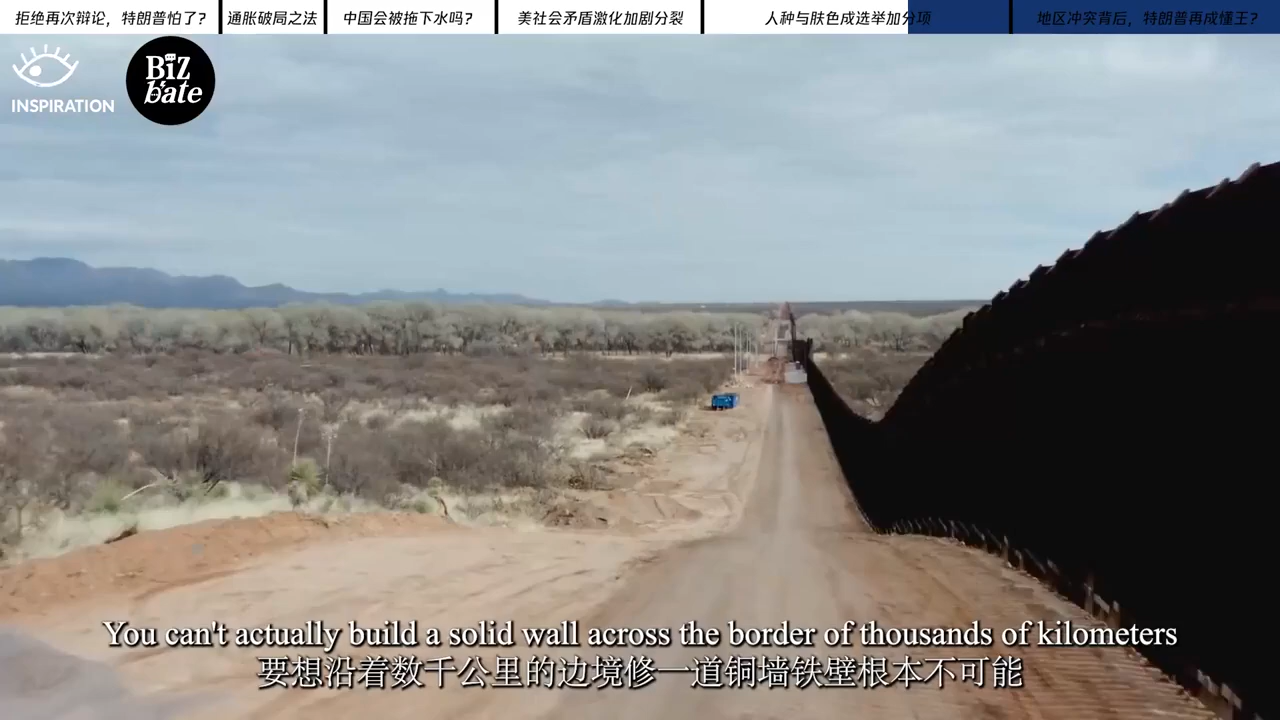 拒绝再次辩论，特朗普怕了？
通胀破局之法
中国会被拖下水吗？
美社会矛盾激化加剧分裂
人种与肤色成选举加分项
地区冲突背后，特朗普再成懂王？
INSPIRATION
BiZ
bate
You can't actually build a solid wall across the border of thousands of kilometers
要想沿着数千公里的边境修一道铜墙铁壁根本不可能